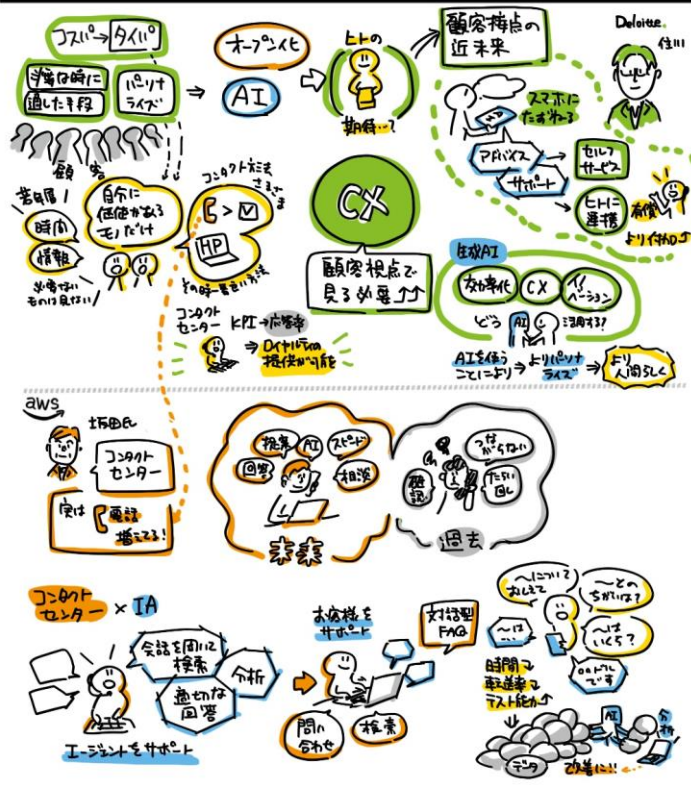 コスパ→タイパ
必要な時に
適した手段
パーソナ
ライズ
顧客
オープン化
AI
ヒトの
期待…て
顧客接点の
近未来
Deloitte.
スマホに
たずねる
アドバイス
サポート
セルフ
サービス
ヒトに
連携
有償
より付加↑
若年層
時間
情報
必要ない
ものは見ない
自分に
価値がある
モノだけ
コンタクト方法
さまざま
HP
その時一番良い方法
CX
顧客視点で
見る必要↑↑
コンタクト
センター
KPI→応答率
⇒ロイヤルティの
提供が可能
生成AI
効率化
CX
イノ
ベーション
どう
AI
活用する?
AIを使う
ことにより
→よりパーソナ
ライズ→
より
人間らしく
aws
コンタクト
センター
実は
電話
増えてる!
提案
AI
スピード
回答
相談
未来
つな
がらない
たらい
回し
確認
過去
コンタクト
センター
×IA
会話を聞いて
検索
分析
適切な
回答
エージェントをサポート
お客様を
サポート
対話型
FAQ
問い
合わせ
検索
〜は…
〜について
おしえて
〜との
ちがいは?
〜は
いくら?
〇〇ドル
です
時間↘
転送率↘
テスト能力↑
データ
AI
分析
改善に!!